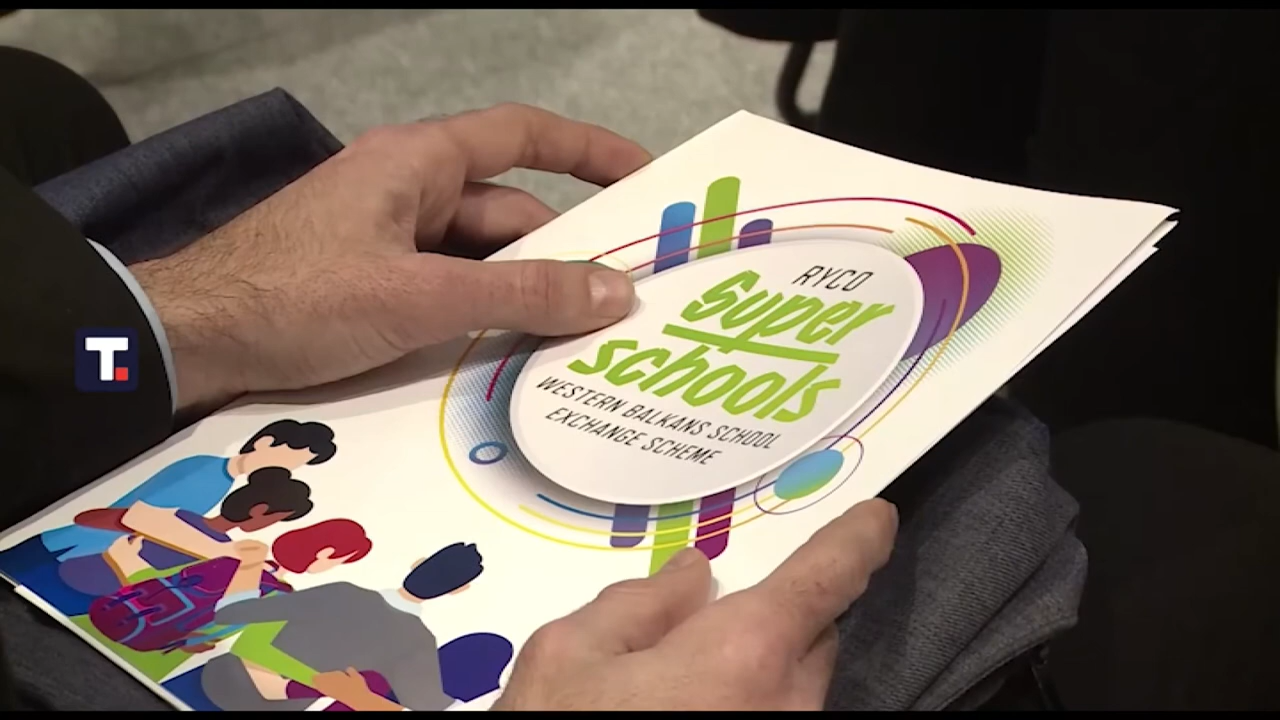 T.
RYCO
Super
schools
WESTERN BALKANS SCHOOL
EXCHANGE SCHEME